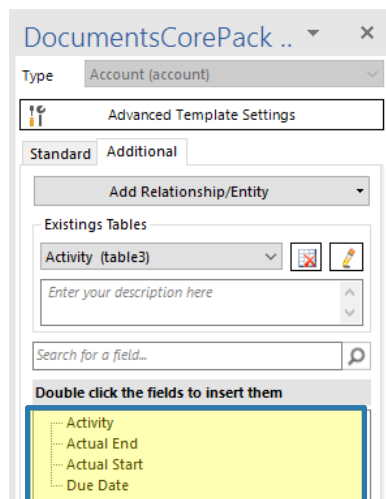 DocumentsCorePack ..
Type Account (account)
Advanced Template Settings
Standard Additional
Add Relationship/Entity
Existings Tables
Activity (table3)
Enter your description here
Search for a field...
Double click the fields to insert them
Activity
Actual End
Actual Start
Due Date